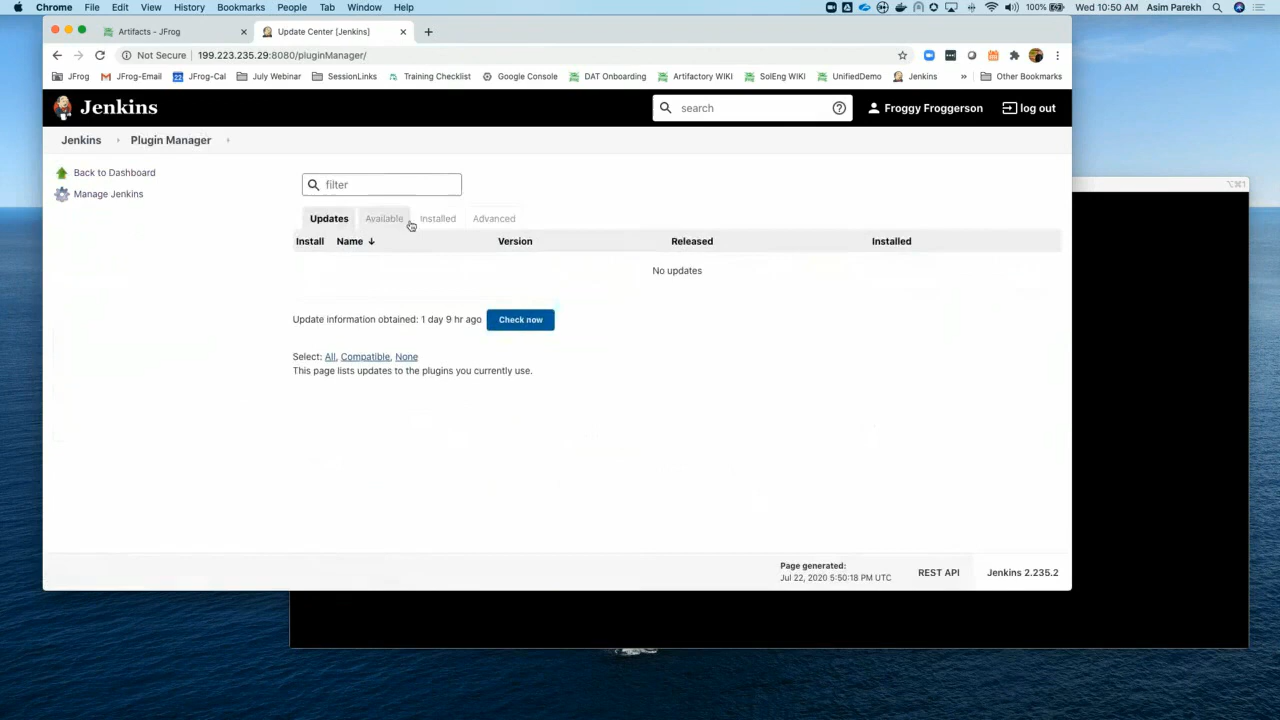 Chrome File Edit View History Bookmarks People Tab Window Help 100% Wed 10:50 AM Asim Parekh
Artifacts - JFrog Update Center [Jenkins]
Not Secure 199.223.235.29:8080/pluginManager/
JFrog JFrog-Email 22 JFrog-Cal July Webinar SessionLinks Training Checklist Google Console DAT Onboarding Artifactory WIKI SolEng WIKI UnifiedDemo Jenkins » Other Bookmarks
Jenkins search Froggy Froggerson log out
Jenkins Plugin Manager
Back to Dashboard
Manage Jenkins
filter
Updates Available Installed Advanced
Install Name ↓ Version Released Installed
No updates
Update information obtained: 1 day 9 hr ago Check now
Select: All, Compatible, None
This page lists updates to the plugins you currently use.
Page generated:
Jul 22, 2020 5:50:18 PM UTC
REST API Jenkins 2.235.2
⌥⌘1